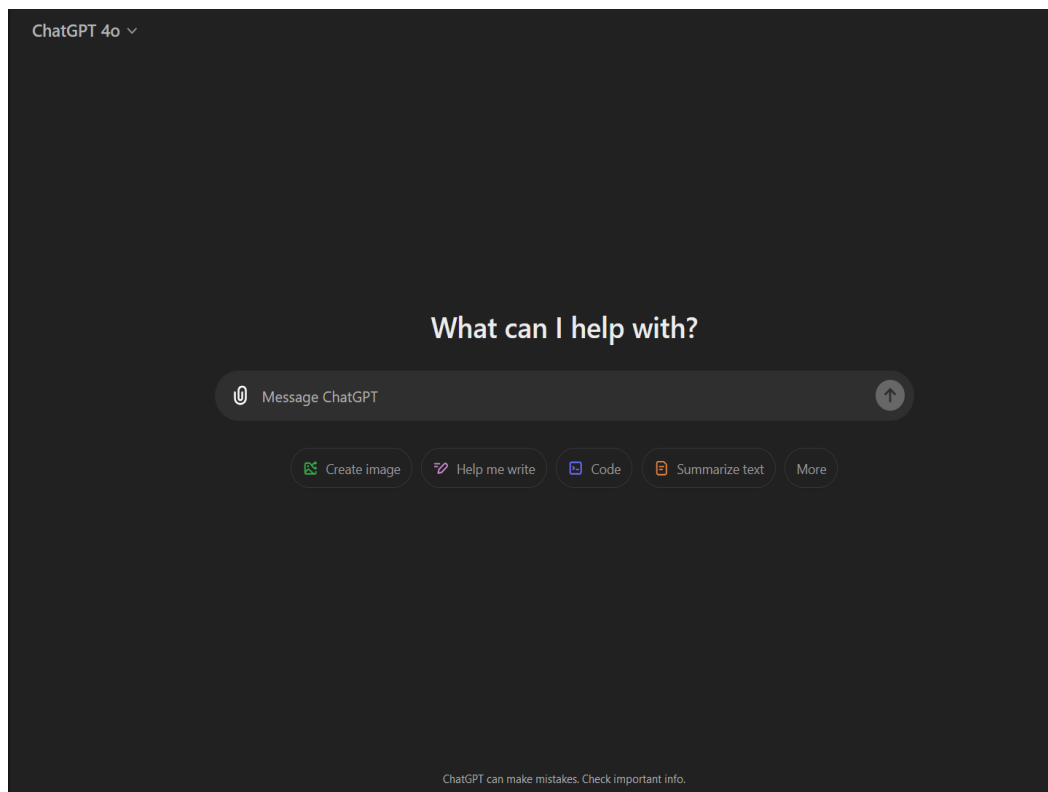 ChatGPT 4o
What can I help with?
Message ChatGPT
Create image Help me write Code Summarize text More
ChatGPT can make mistakes. Check important info.